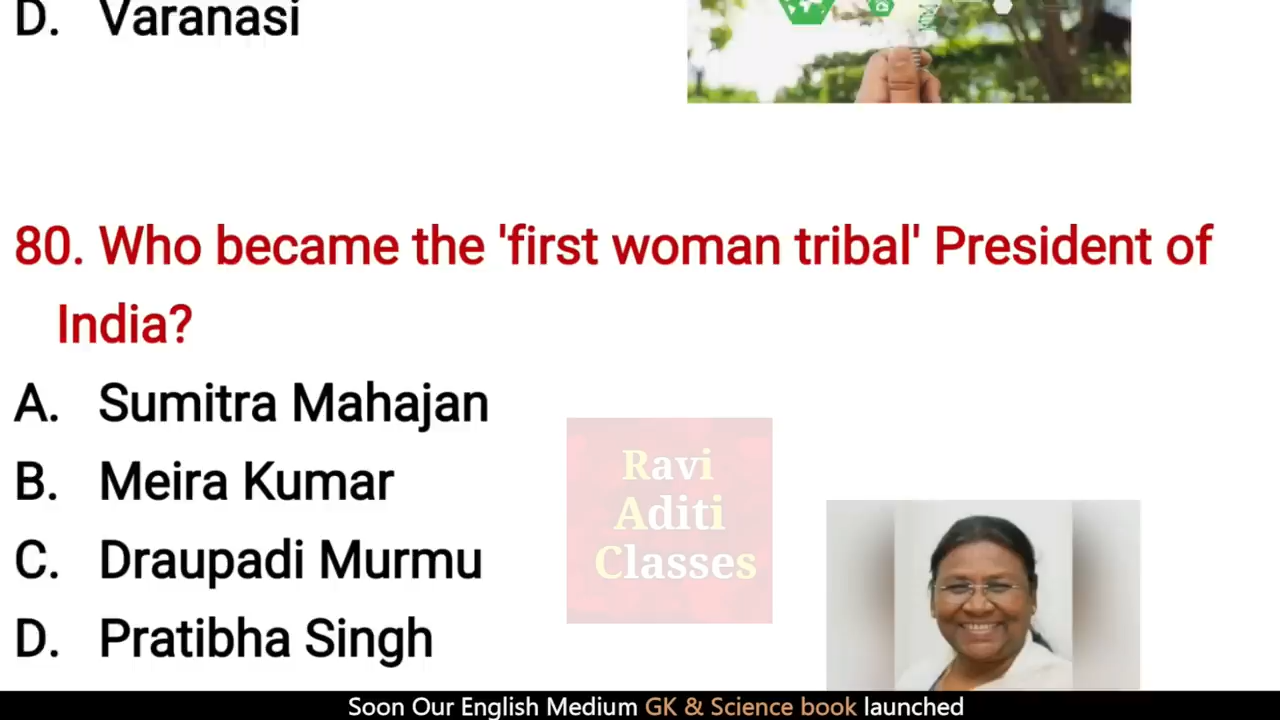 D. Varanasi
80. Who became the 'first woman tribal' President of
India?
A. Sumitra Mahajan
B. Meira Kumar
C. Draupadi Murmu
D. Pratibha Singh
Ravi
Aditi
Classes
Soon Our English Medium GK & Science book launched